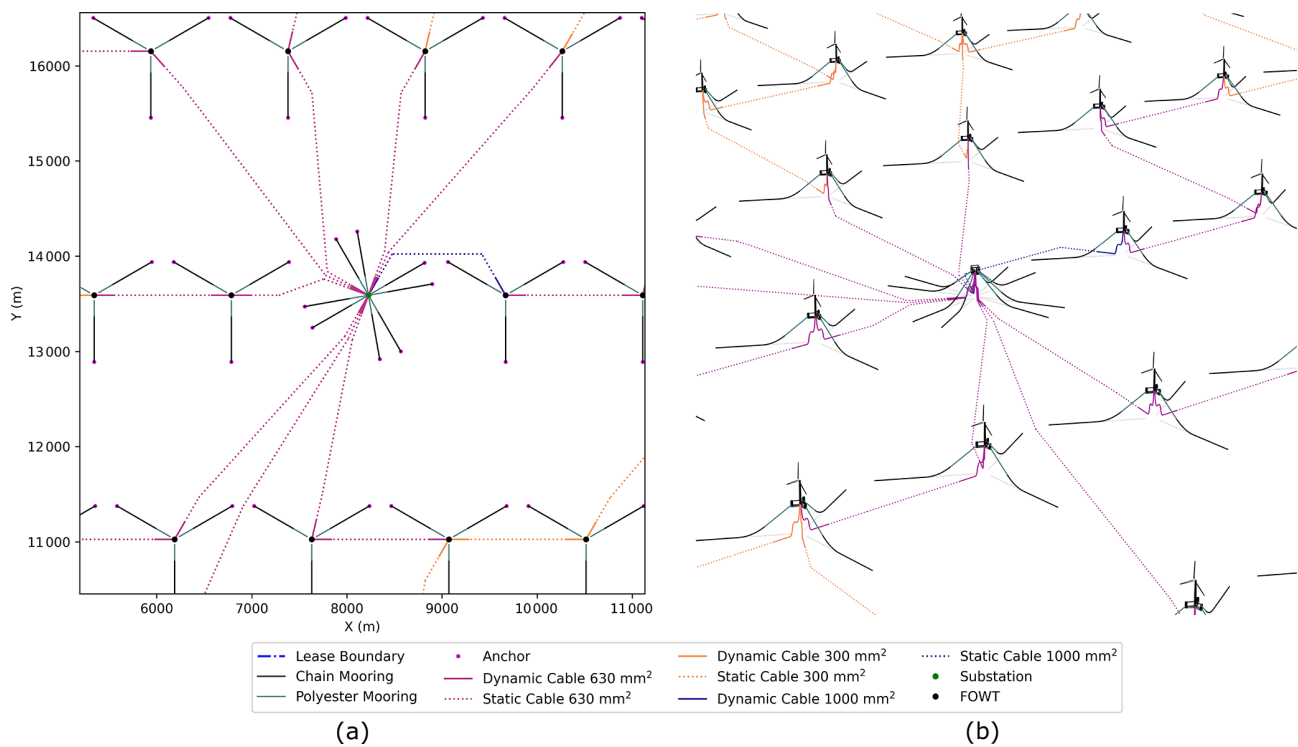 16000
15000
14000
13000
12000
11000
Y (m)
6000 7000 8000 9000 10000 11000
X (m)
Lease Boundary
Chain Mooring
Polyester Mooring
Anchor
Dynamic Cable 630 mm²
Static Cable 630 mm²
Dynamic Cable 300 mm²
Static Cable 300 mm²
Dynamic Cable 1000 mm²
Static Cable 1000 mm²
Substation
FOWT
(a) (b)